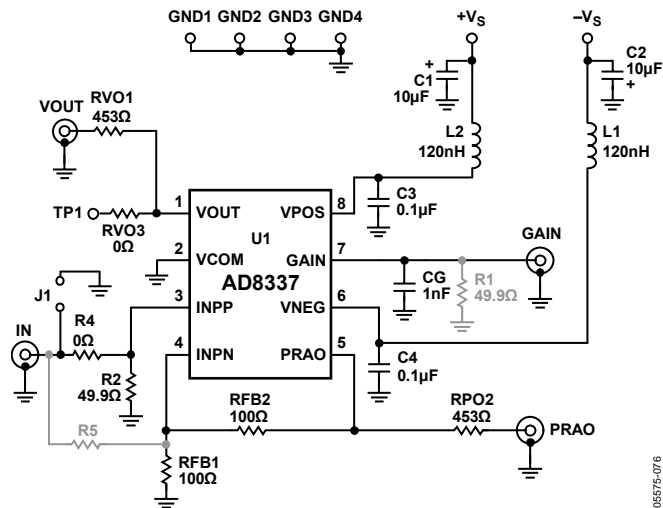 GND1 GND2 GND3 GND4
+VS
–VS
C1
10µF
+
C2
10µF
+
L2
120nH
L1
120nH
VOUT
RVO1
453Ω
TP1
RVO3
0Ω
C3
0.1µF
1 VOUT
VPOS 8
U1
AD8337
2 VCOM
GAIN 7
3 INPP
VNEG 6
4 INPN
PRAO 5
GAIN
CG
1nF
R1
49.9Ω
J1
IN
R4
0Ω
R2
49.9Ω
C4
0.1µF
R5
RFB2
100Ω
RPO2
453Ω
PRAO
RFB1
100Ω
05575-076